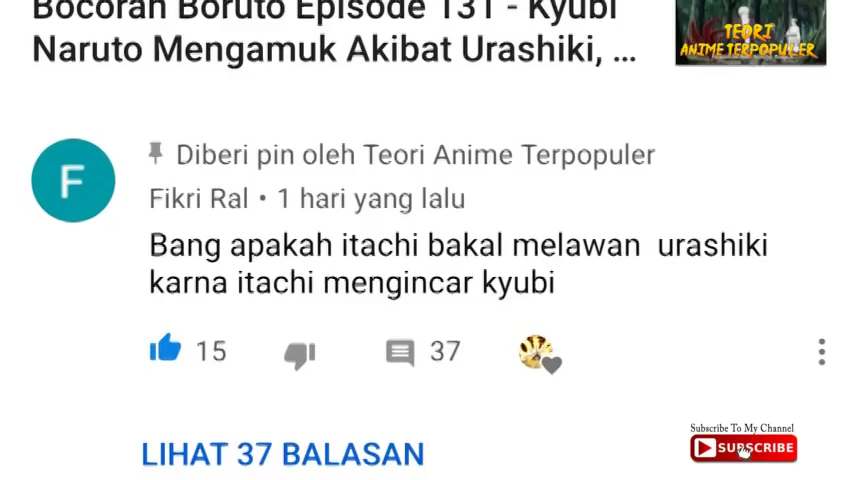 Bocoran Boruto Episode 131 - Kyubi
Naruto Mengamuk Akibat Urashiki, ...
TEORI
ANIME TERPOPULER
Diberi pin oleh Teori Anime Terpopuler
F
Fikri Ral • 1 hari yang lalu
Bang apakah itachi bakal melawan urashiki
karna itachi mengincar kyubi
15
37
LIHAT 37 BALASAN
Subscribe To My Channel
SUBSCRIBE